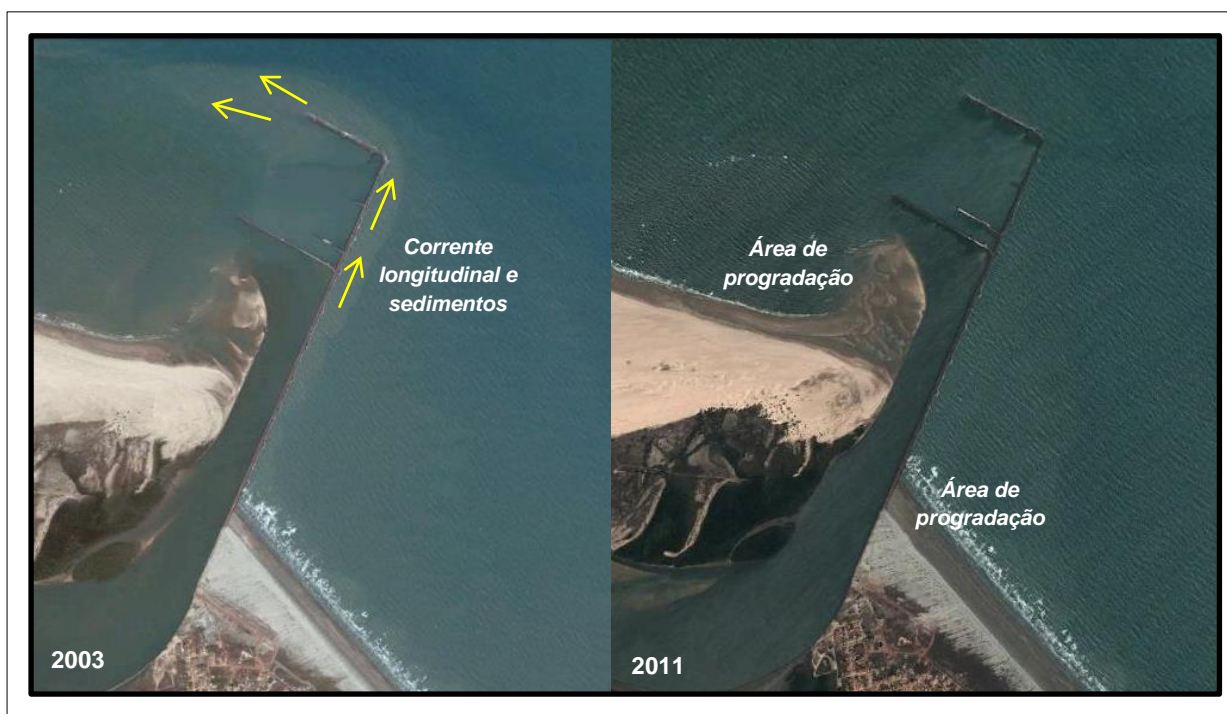 Corrente
longitudinal e
sedimentos
2003
Área de
progradação
Área de
progradação
2011